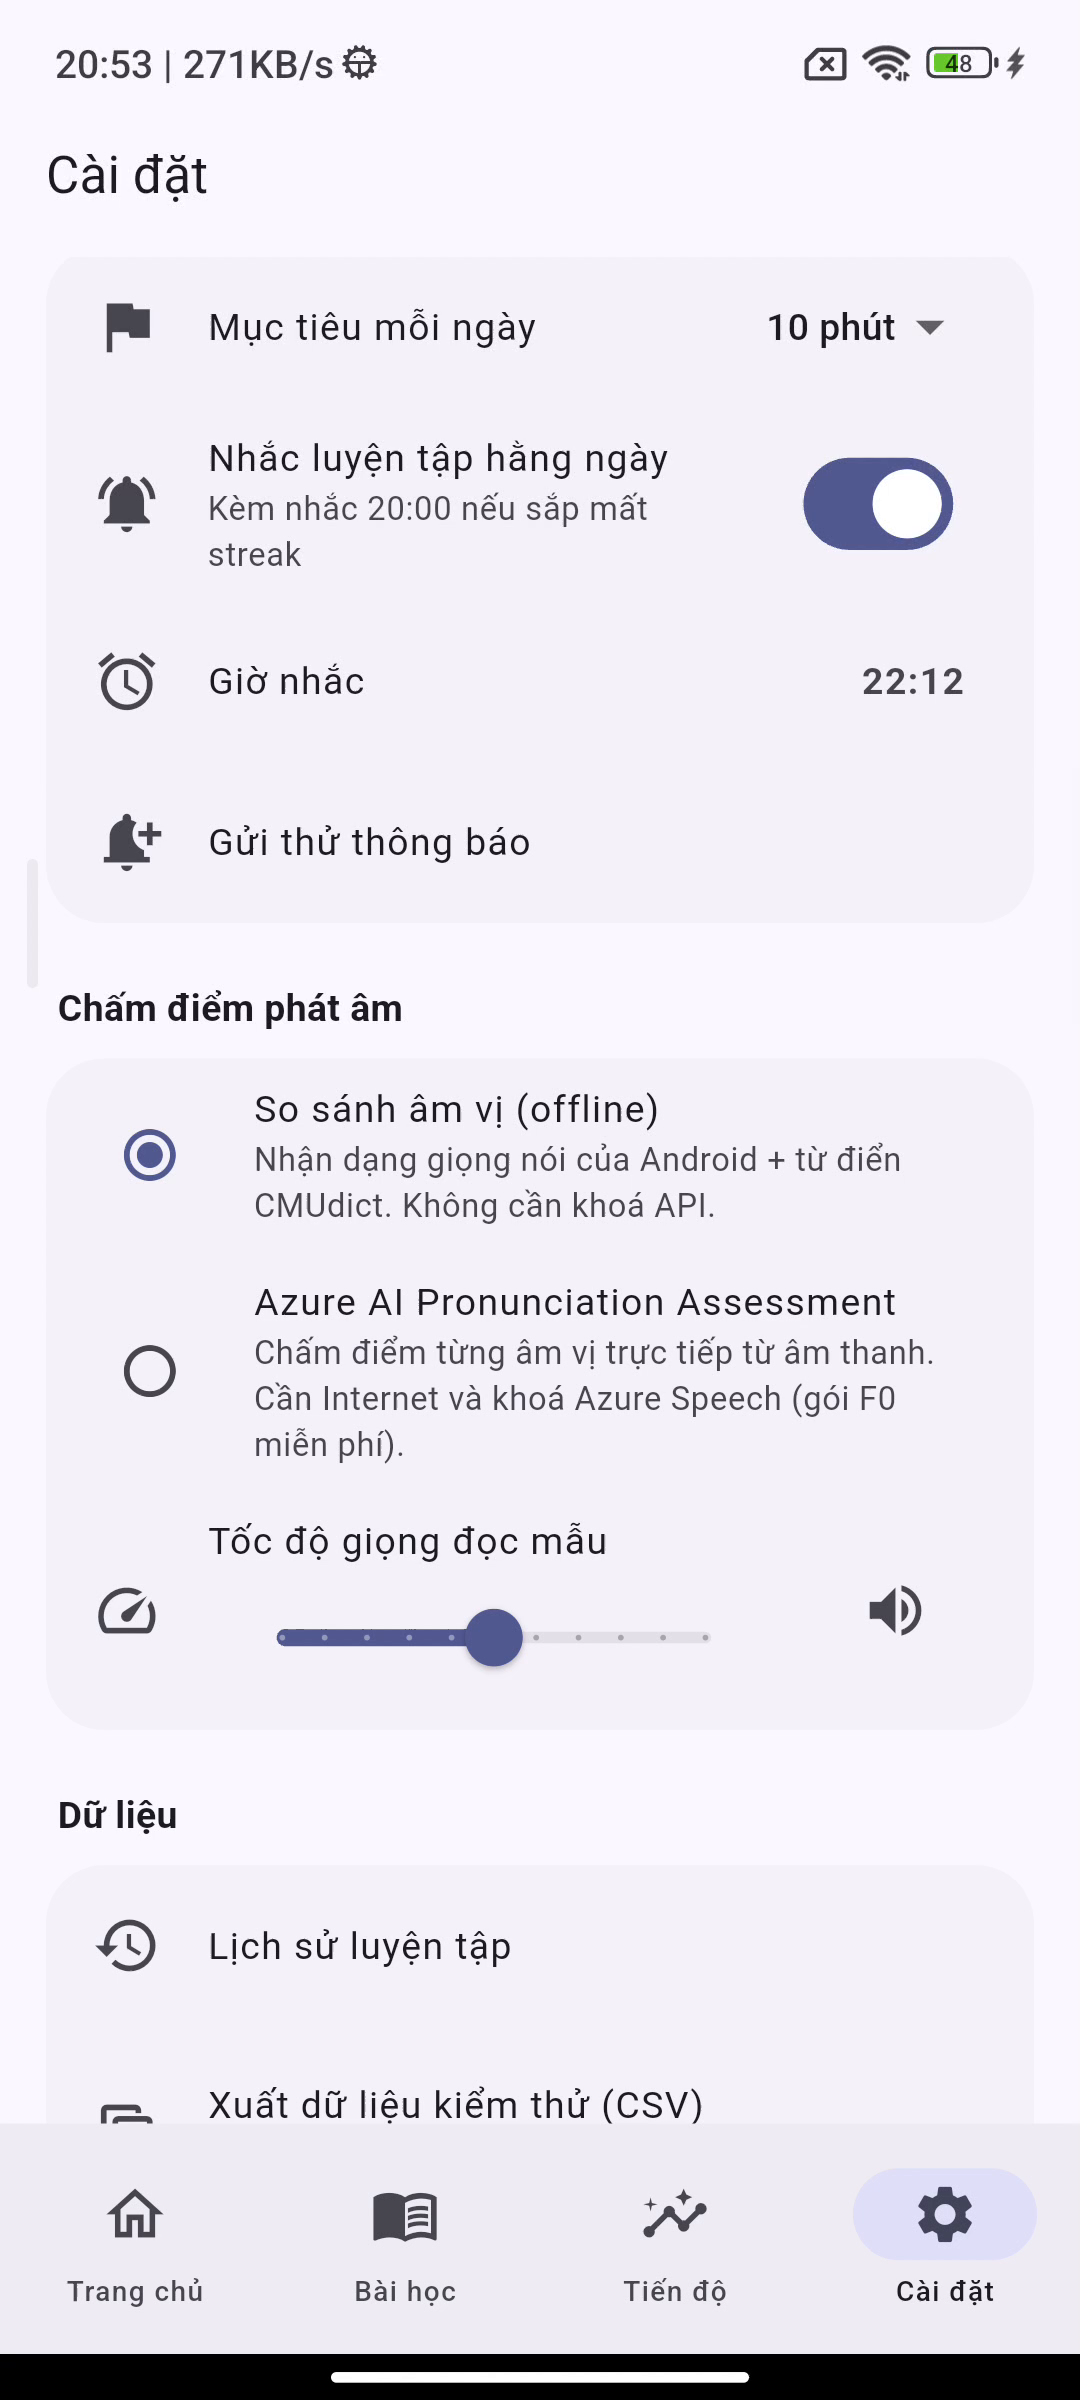 20:53 | 271KB/s
48
Cài đặt
Mục tiêu mỗi ngày
10 phút
Nhắc luyện tập hằng ngày
Kèm nhắc 20:00 nếu sắp mất
streak
Giờ nhắc
22:12
Gửi thử thông báo
Chấm điểm phát âm
So sánh âm vị (offline)
Nhận dạng giọng nói của Android + từ điển
CMUdict. Không cần khoá API.
Azure AI Pronunciation Assessment
Chấm điểm từng âm vị trực tiếp từ âm thanh.
Cần Internet và khoá Azure Speech (gói F0
miễn phí).
Tốc độ giọng đọc mẫu
Dữ liệu
Lịch sử luyện tập
Xuất dữ liệu kiểm thử (CSV)
Trang chủ
Bài học
Tiến độ
Cài đặt